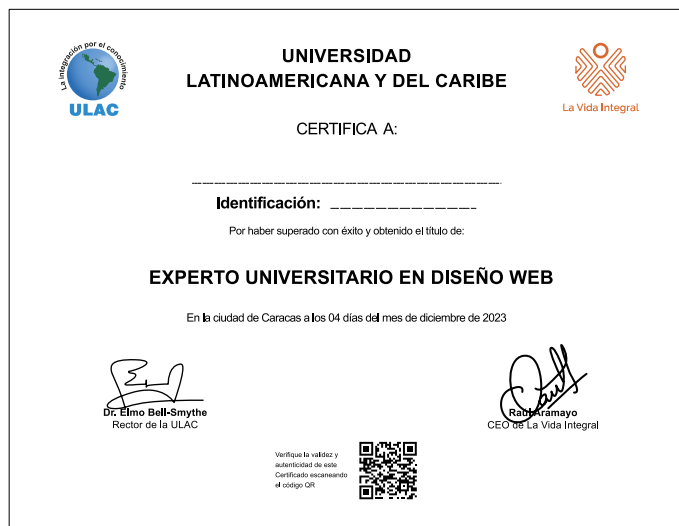 La integración por el conocimiento
ULAC
UNIVERSIDAD
LATINOAMERICANA Y DEL CARIBE
La Vida Integral
CERTIFICA A:
Identificación:
Por haber superado con éxito y obtenido el título de:
EXPERTO UNIVERSITARIO EN DISEÑO WEB
En la ciudad de Caracas a los 04 días del mes de diciembre de 2023
Dr. Elmo Bell-Smythe
Rector de la ULAC
Raúl Aramayo
CEO de La Vida Integral
Verifique la validez y
autenticidad de este
Certificado escaneando
el código QR